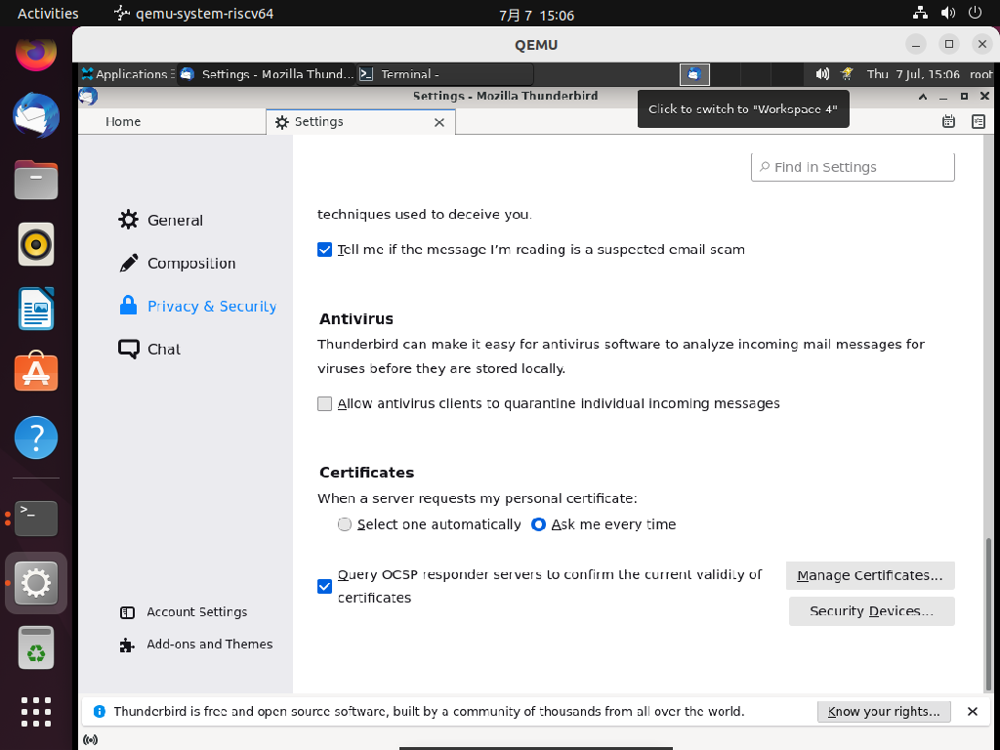 Activities
qemu-system-riscv64
7月 7 15:06
QEMU
Applications
Settings - Mozilla Thund...
Terminal -
Thu 7 Jul, 15:06
root
Settings - Mozilla Thunderbird
Click to switch to "Workspace 4"
Home
Settings
Find in Settings
General
Composition
Privacy & Security
Chat
techniques used to deceive you.
Tell me if the message I'm reading is a suspected email scam
Antivirus
Thunderbird can make it easy for antivirus software to analyze incoming mail messages for
viruses before they are stored locally.
Allow antivirus clients to quarantine individual incoming messages
Certificates
When a server requests my personal certificate:
Select one automatically
Ask me every time
Query OCSP responder servers to confirm the current validity of
certificates
Manage Certificates...
Security Devices...
Account Settings
Add-ons and Themes
Thunderbird is free and open source software, built by a community of thousands from all over the world.
Know your rights...